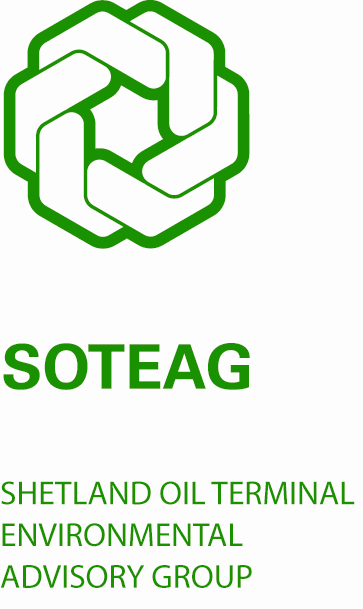 SOTEAG
SHETLAND OIL TERMINAL
ENVIRONMENTAL
ADVISORY GROUP